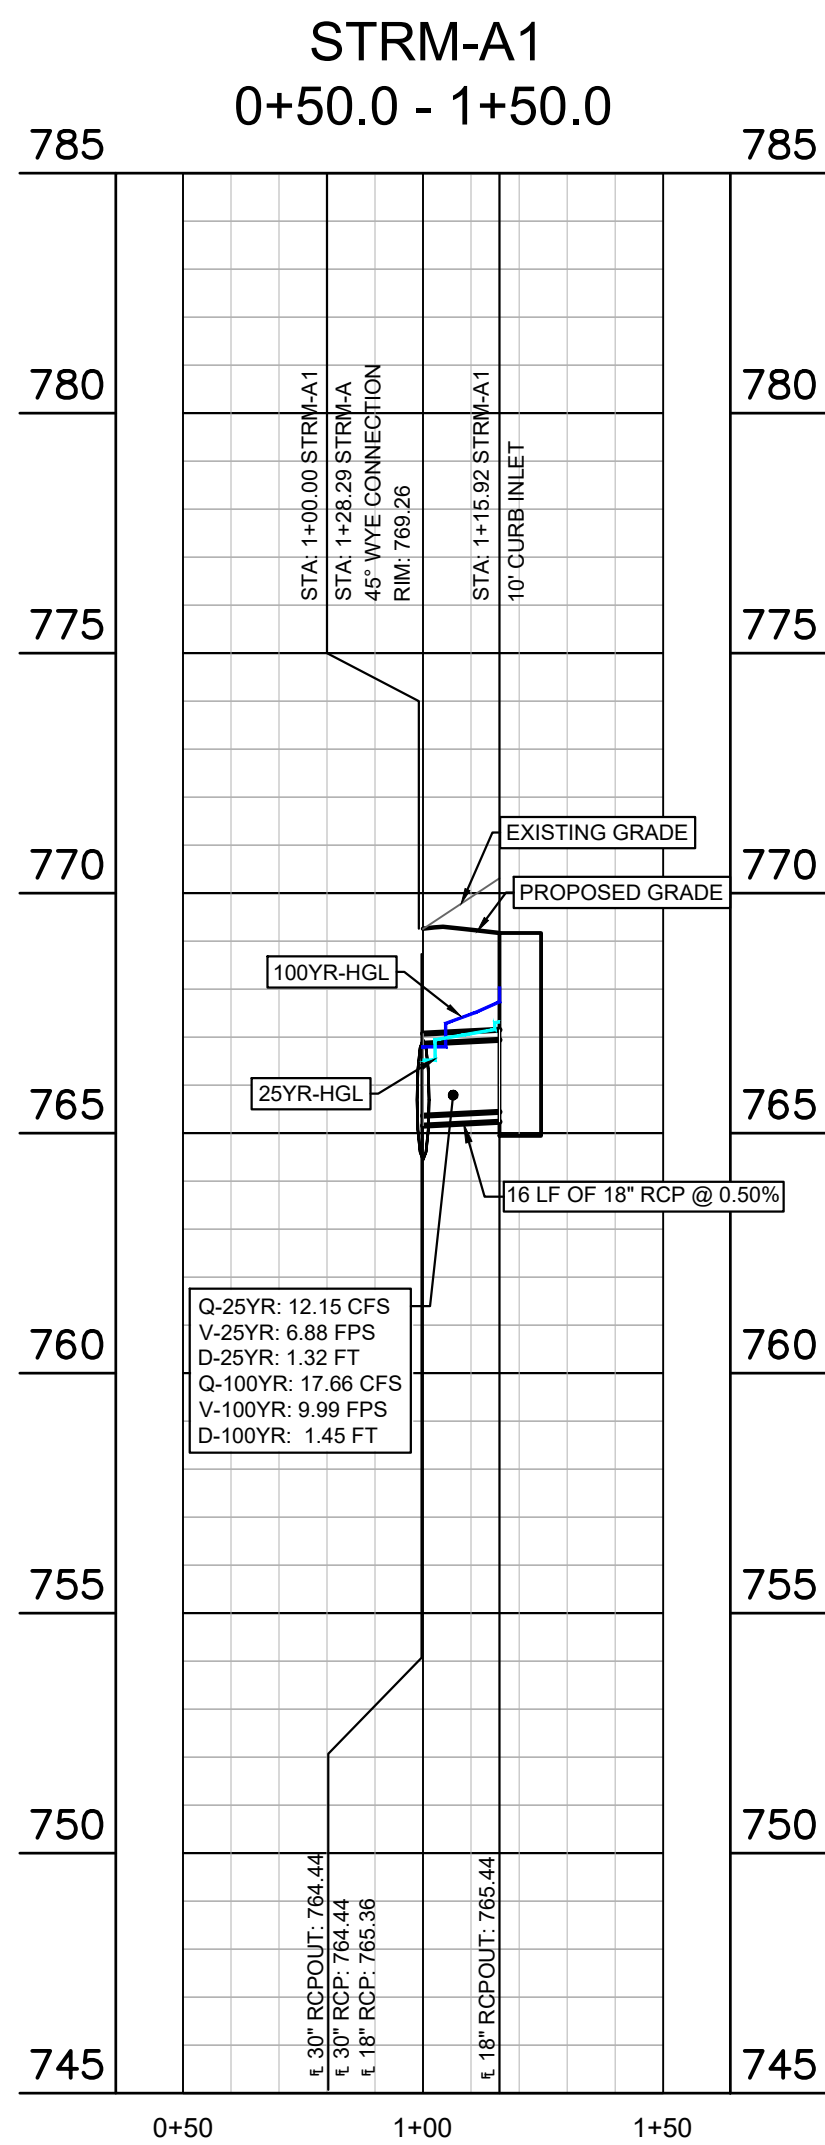 STRM-A1
0+50.0 - 1+50.0
785
785
780
780
775
775
770
770
765
765
760
760
755
755
750
750
745
745
STA: 1+00.00 STRM-A1
STA: 1+28.29 STRM-A
45° WYE CONNECTION
RIM: 769.26
STA: 1+15.92 STRM-A1
10' CURB INLET
EXISTING GRADE
PROPOSED GRADE
100YR-HGL
25YR-HGL
16 LF OF 18" RCP @ 0.50%
Q-25YR: 12.15 CFS
V-25YR: 6.88 FPS
D-25YR: 1.32 FT
Q-100YR: 17.66 CFS
V-100YR: 9.99 FPS
D-100YR: 1.45 FT
℄ 30" RCPOUT: 764.44
℄ 30" RCP: 764.44
℄ 18" RCP: 765.36
℄ 18" RCPOUT: 765.44
0+50
1+00
1+50